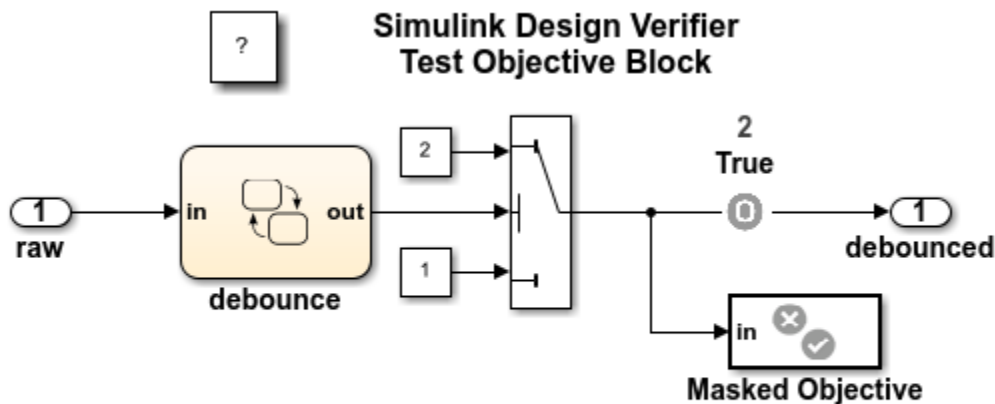 ?
Simulink Design Verifier
Test Objective Block
2
2
True
1
in
out
1
raw
debounced
1
debounce
in
Masked Objective